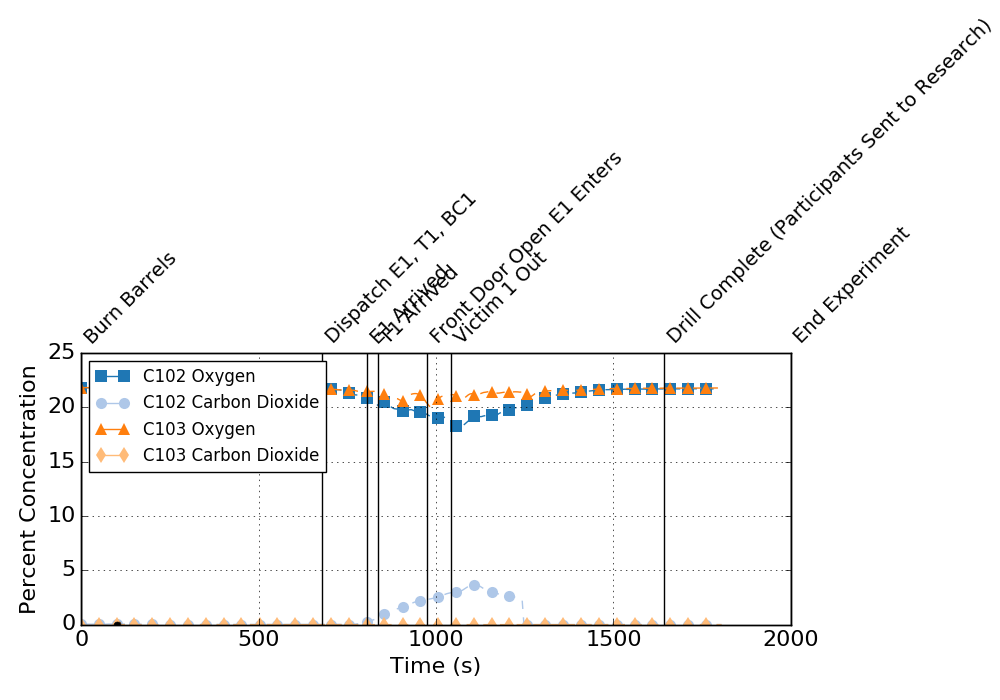 Burn Barrels
Dispatch E1, T1, BC1
E1 Arrived
T1 Arrived
Front Door Open E1 Enters
Victim 1 Out
Drill Complete (Participants Sent to Research)
End Experiment
25
20
15
10
5
0
Percent Concentration
C102 Oxygen
C102 Carbon Dioxide
C103 Oxygen
C103 Carbon Dioxide
0 500 1000 1500 2000
Time (s)